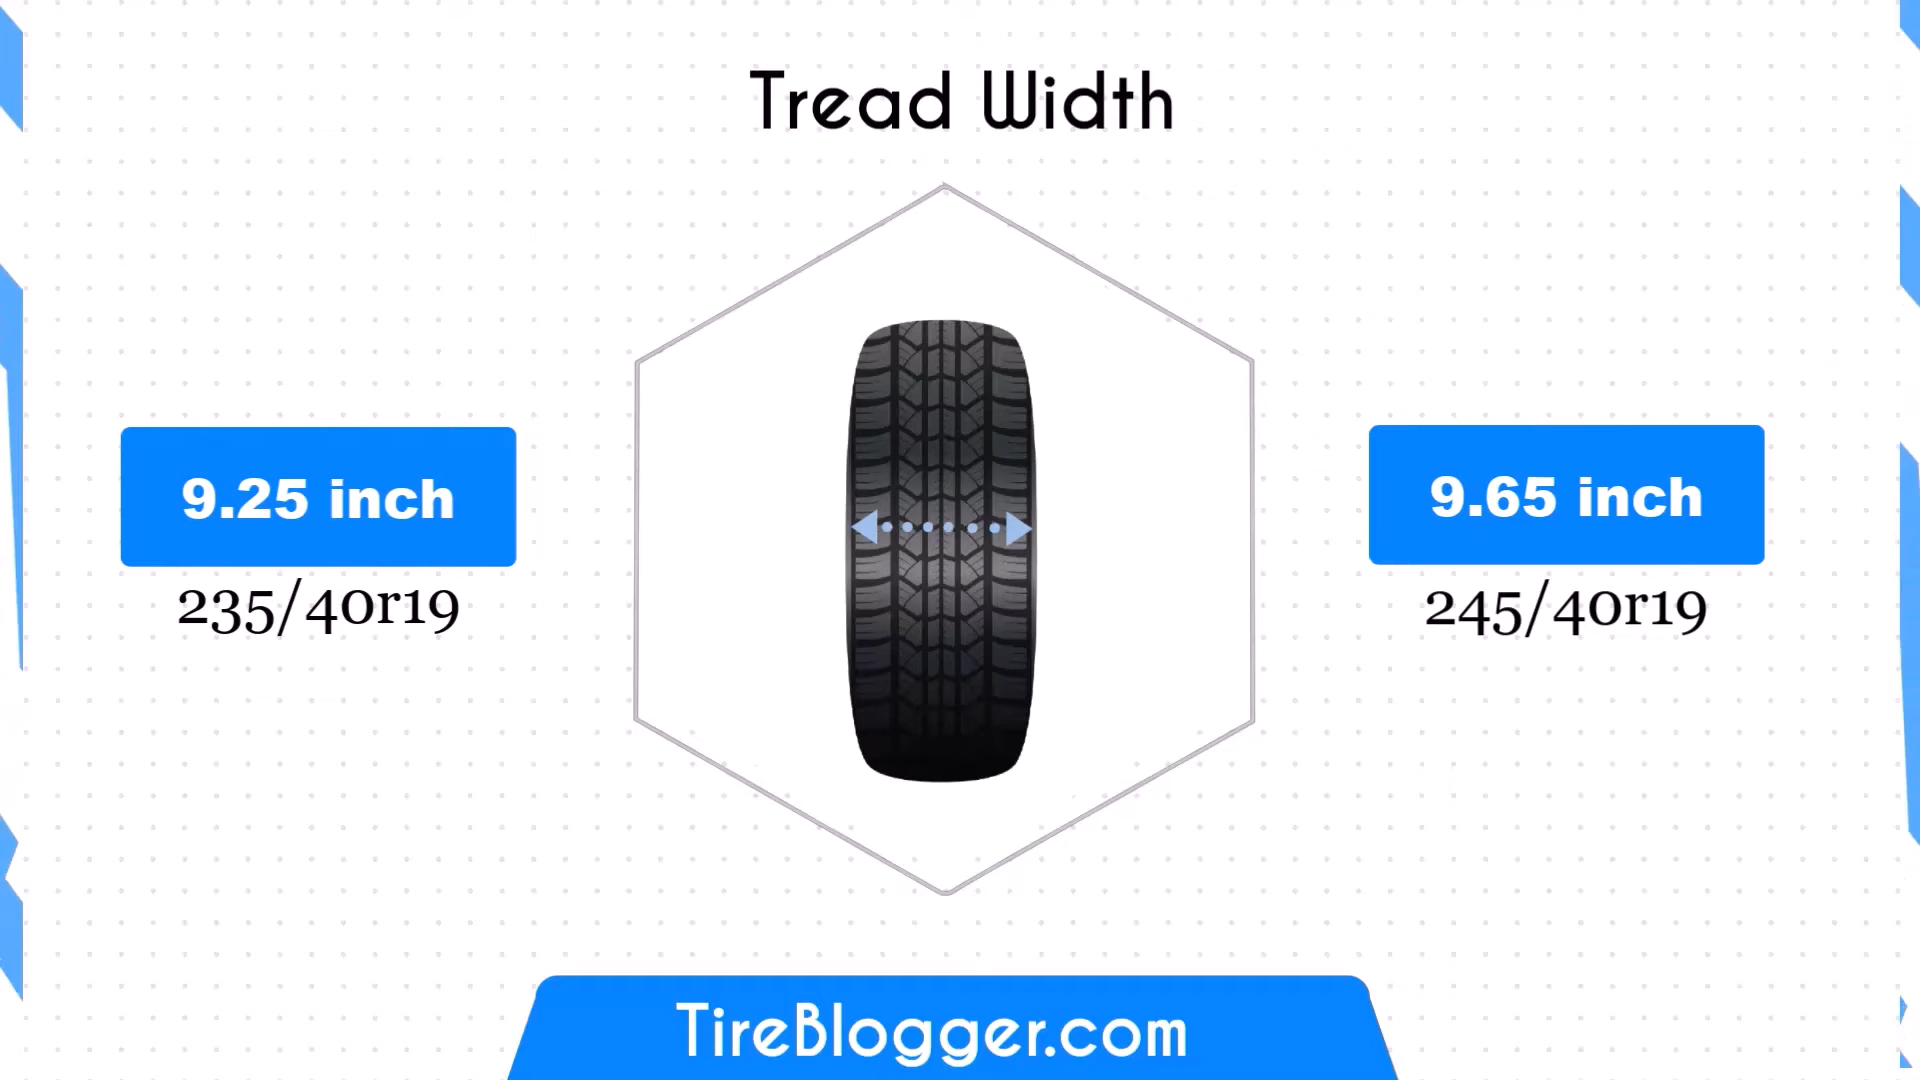 Tread Width
9.25 inch
235/40r19
9.65 inch
245/40r19
TireBlogger.com